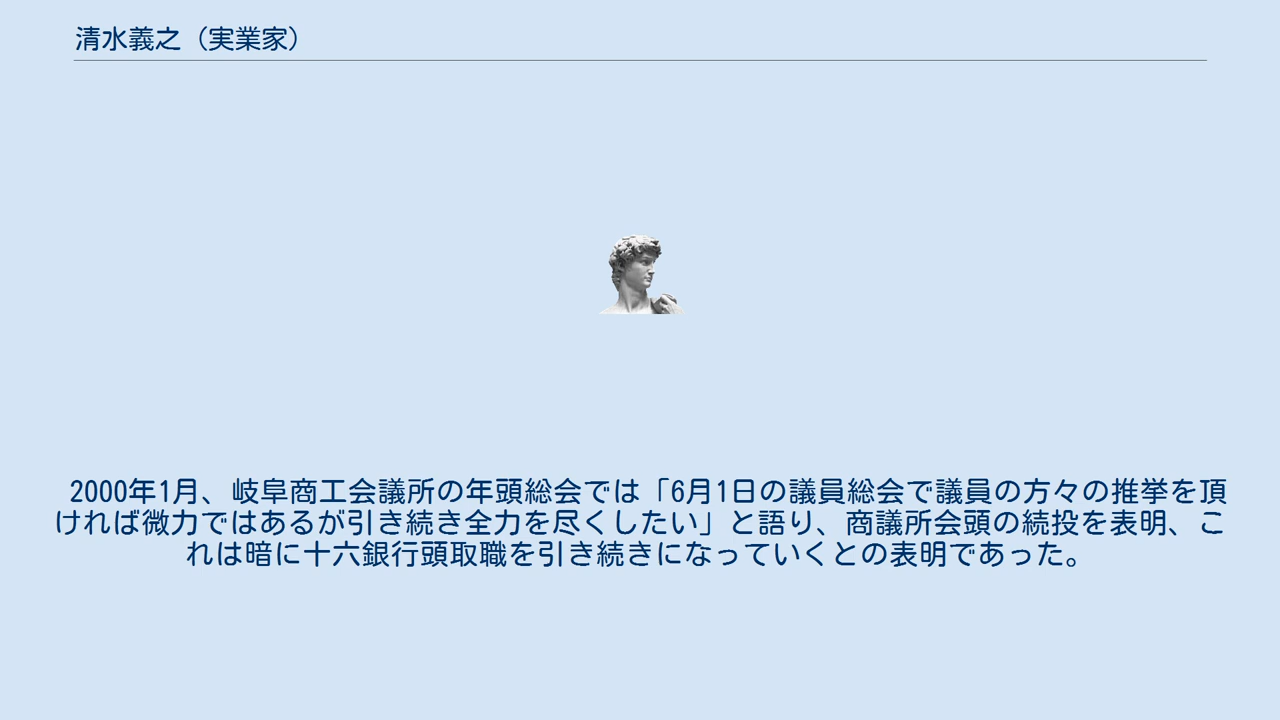 清水義之（実業家）
2000年1月、岐阜商工会議所の年頭総会では「6月1日の議員総会で議員の方々の推挙を頂
ければ微力ではあるが引き続き全力を尽くしたい」と語り、商議所会頭の続投を表明、こ
れは暗に十六銀行頭取職を引き続きになっていくとの表明であった。